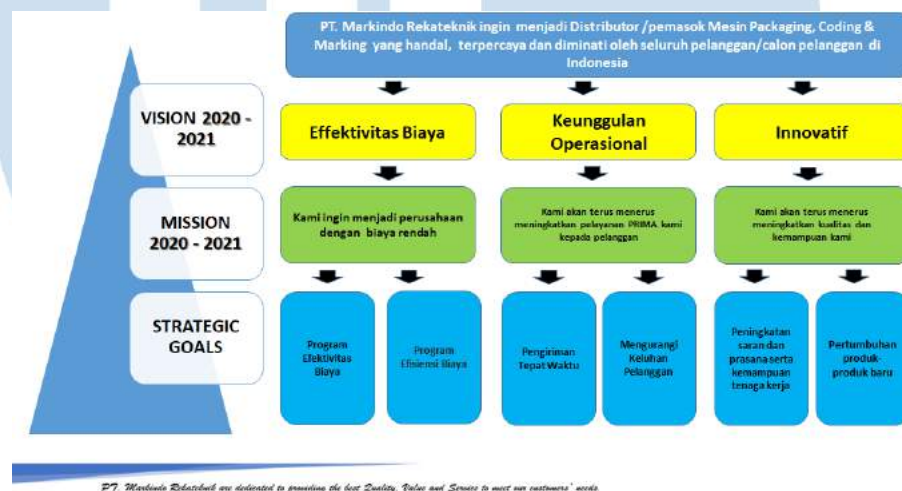 PT. Markindo Rekateknik ingin menjadi Distributor /pemasok Mesin Packaging, Coding &
Marking yang handal, terpercaya dan diminati oleh seluruh pelanggan/calon pelanggan di
Indonesia
VISION 2020 -
2021
Effektivitas Biaya
Keunggulan
Operasional
Innovatif
MISSION
2020 - 2021
Kami ingin menjadi perusahaan
dengan biaya rendah
Kami akan terus menerus
meningkatkan pelayanan PRIMA kami
kepada pelanggan
Kami akan terus menerus
meningkatkan kualitas dan
kemampuan kami
STRATEGIC
GOALS
Program
Efektivitas
Biaya
Program
Efisiensi Biaya
Pengiriman
Tepat Waktu
Mengurangi
Keluhan
Pelanggan
Peningkatan
saran dan
prasana serta
kemampuan
tenaga kerja
Pertumbuhan
produk-
produk baru
PT. Markindo Rekateknik are dedicated to providing the best Quality, Value and Service to meet our customers' needs.